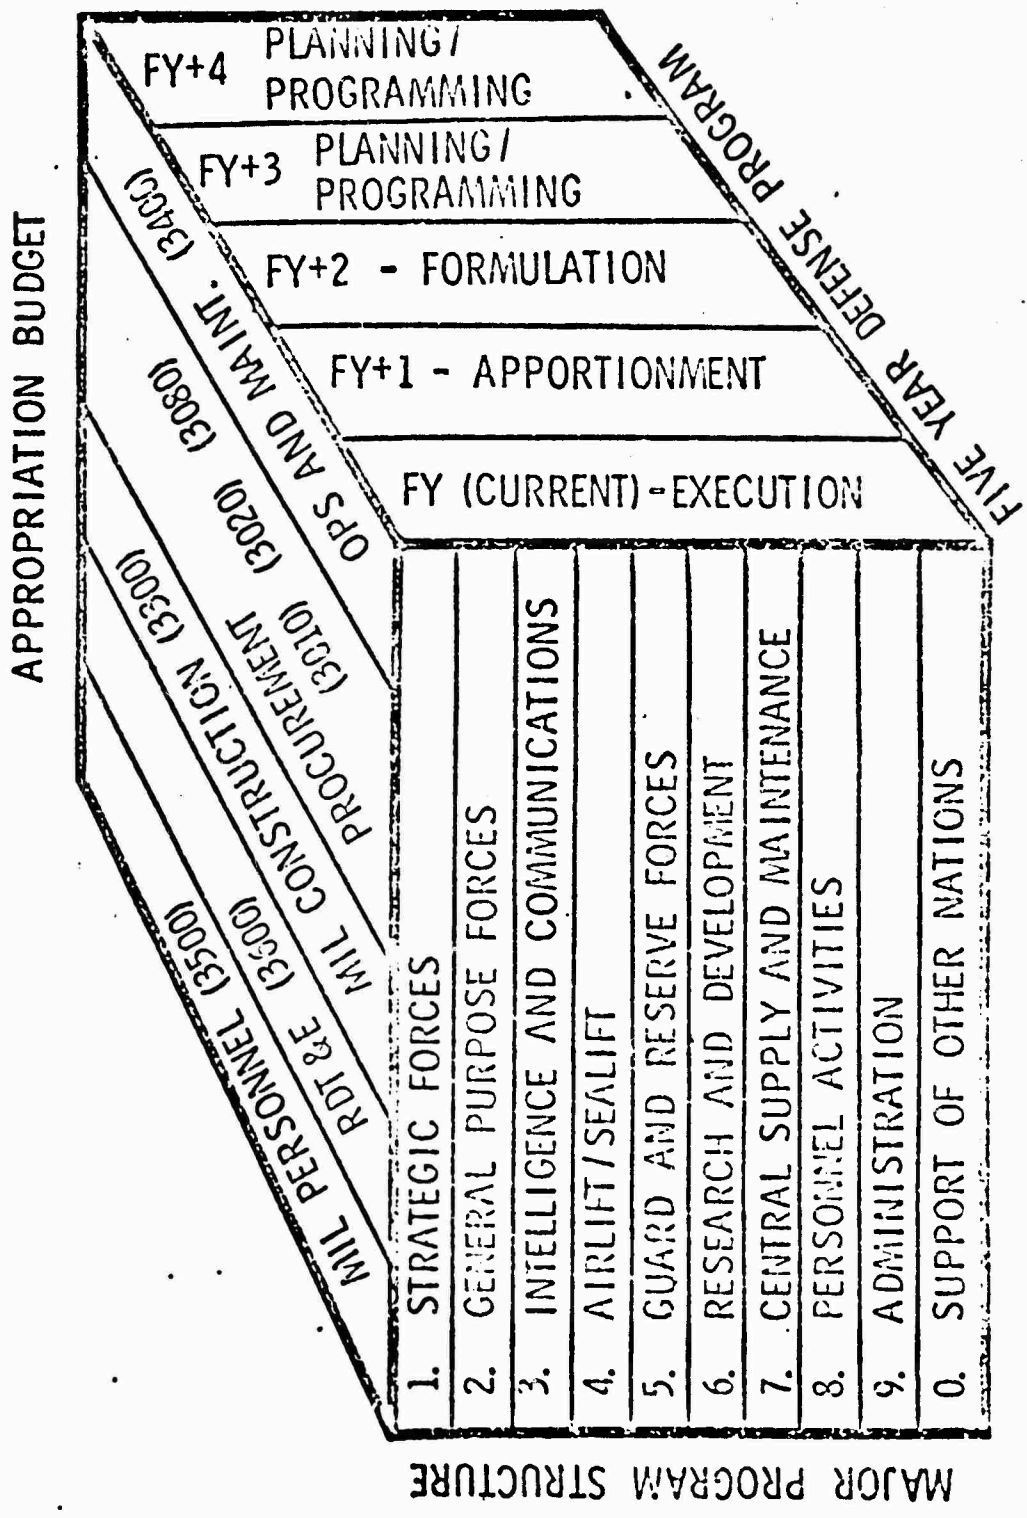 APPROPRIATION BUDGET
MIL PERSONNEL (3500)
RDT &E (3600)
MIL CONSTRUCTION (3300)
PROCUREMENT
(3010) (3020) (3080)
OPS AND MAINT. (3400)
FY+4 PLANNING/
PROGRAMMING
FY+3 PLANNING/
PROGRAMMING
FY+2 - FORMULATION
FY+1 - APPORTIONMENT
FY (CURRENT)-EXECUTION
FIVE YEAR DEFENSE PROGRAM
MAJOR PROGRAM STRUCTURE
1. STRATEGIC FORCES
2. GENERAL PURPOSE FORCES
3. INTELLIGENCE AND COMMUNICATIONS
4. AIRLIFT/SEALIFT
5. GUARD AND RESERVE FORCES
6. RESEARCH AND DEVELOPMENT
7. CENTRAL SUPPLY AND MAINTENANCE
8. PERSONNEL ACTIVITIES
9. ADMINISTRATION
0. SUPPORT OF OTHER NATIONS